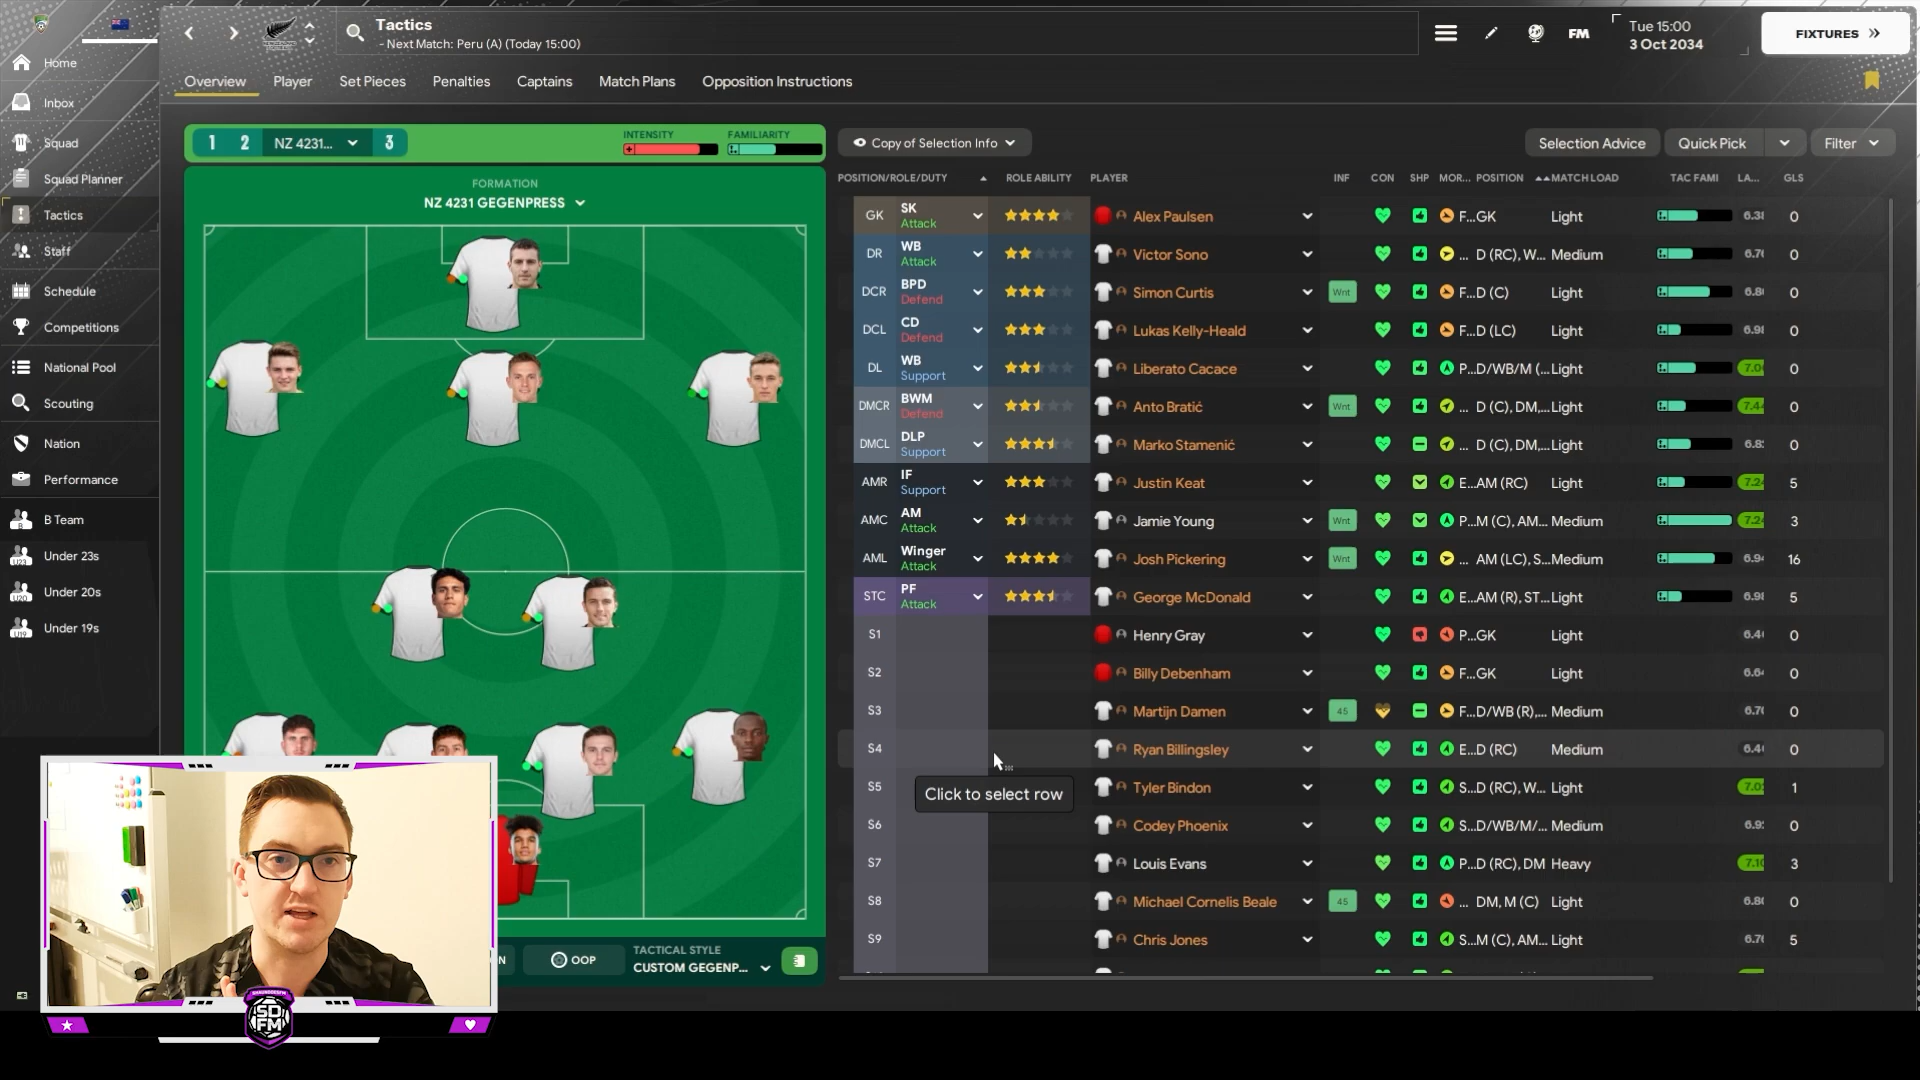 Tactics
- Next Match: Peru (A) (Today 15:00)
FM
Tue 15:00
3 Oct 2034
FIXTURES
Overview
Player
Set Pieces
Penalties
Captains
Match Plans
Opposition Instructions
Home
Inbox
Squad
Squad Planner
Tactics
Staff
Schedule
Competitions
National Pool
Scouting
Nation
Performance
B Team
Under 23s
Under 20s
Under 19s
1 2 NZ 4231... 3
INTENSITY
FAMILIARITY
FORMATION
NZ 4231 GEGENPRESS
OOP
TACTICAL STYLE
CUSTOM GEGENP...
SDFM
Copy of Selection Info
Selection Advice
Quick Pick
Filter
POSITION/ROLE/DUTY ROLE ABILITY PLAYER INF CON SHP MOR... POSITION MATCH LOAD TAC FAMI LA... GLS
GK SK Attack Alex Paulsen F...GK Light 0
DR WB Attack Victor Sono ... D (RC), W... Medium 0
DCR BPD Defend Simon Curtis Wnt F...D (C) Light 0
DCL CD Defend Lukas Kelly-Heald F...D (LC) Light 0
DL WB Support Liberato Cacace P...D/WB/M (... Light 0
DMCR BWM Defend Anto Bratić Wnt ... D (C), DM,... Light 0
DMCL DLP Support Marko Stamenić ... D (C), DM,... Light 0
AMR IF Support Justin Keat E...AM (RC) Light 5
AMC AM Attack Jamie Young Wnt P...M (C), AM... Medium 3
AML Winger Attack Josh Pickering Wnt ... AM (LC), S... Medium 16
STC PF Attack George McDonald E...AM (R), ST... Light 5
S1 Henry Gray P...GK Light 0
S2 Billy Debenham F...GK Light 0
S3 Martijn Damen 45 F...D/WB (R),... Medium 0
S4 Ryan Billingsley E...D (RC) Medium 0
S5 Tyler Bindon S...D (RC), W... Light 1
S6 Codey Phoenix S...D/WB/M/... Medium 0
S7 Louis Evans P...D (RC), DM Heavy 3
S8 Michael Cornelis Beale 45 ... DM, M (C) Light 0
S9 Chris Jones S...M (C), AM... Light 5
Click to select row